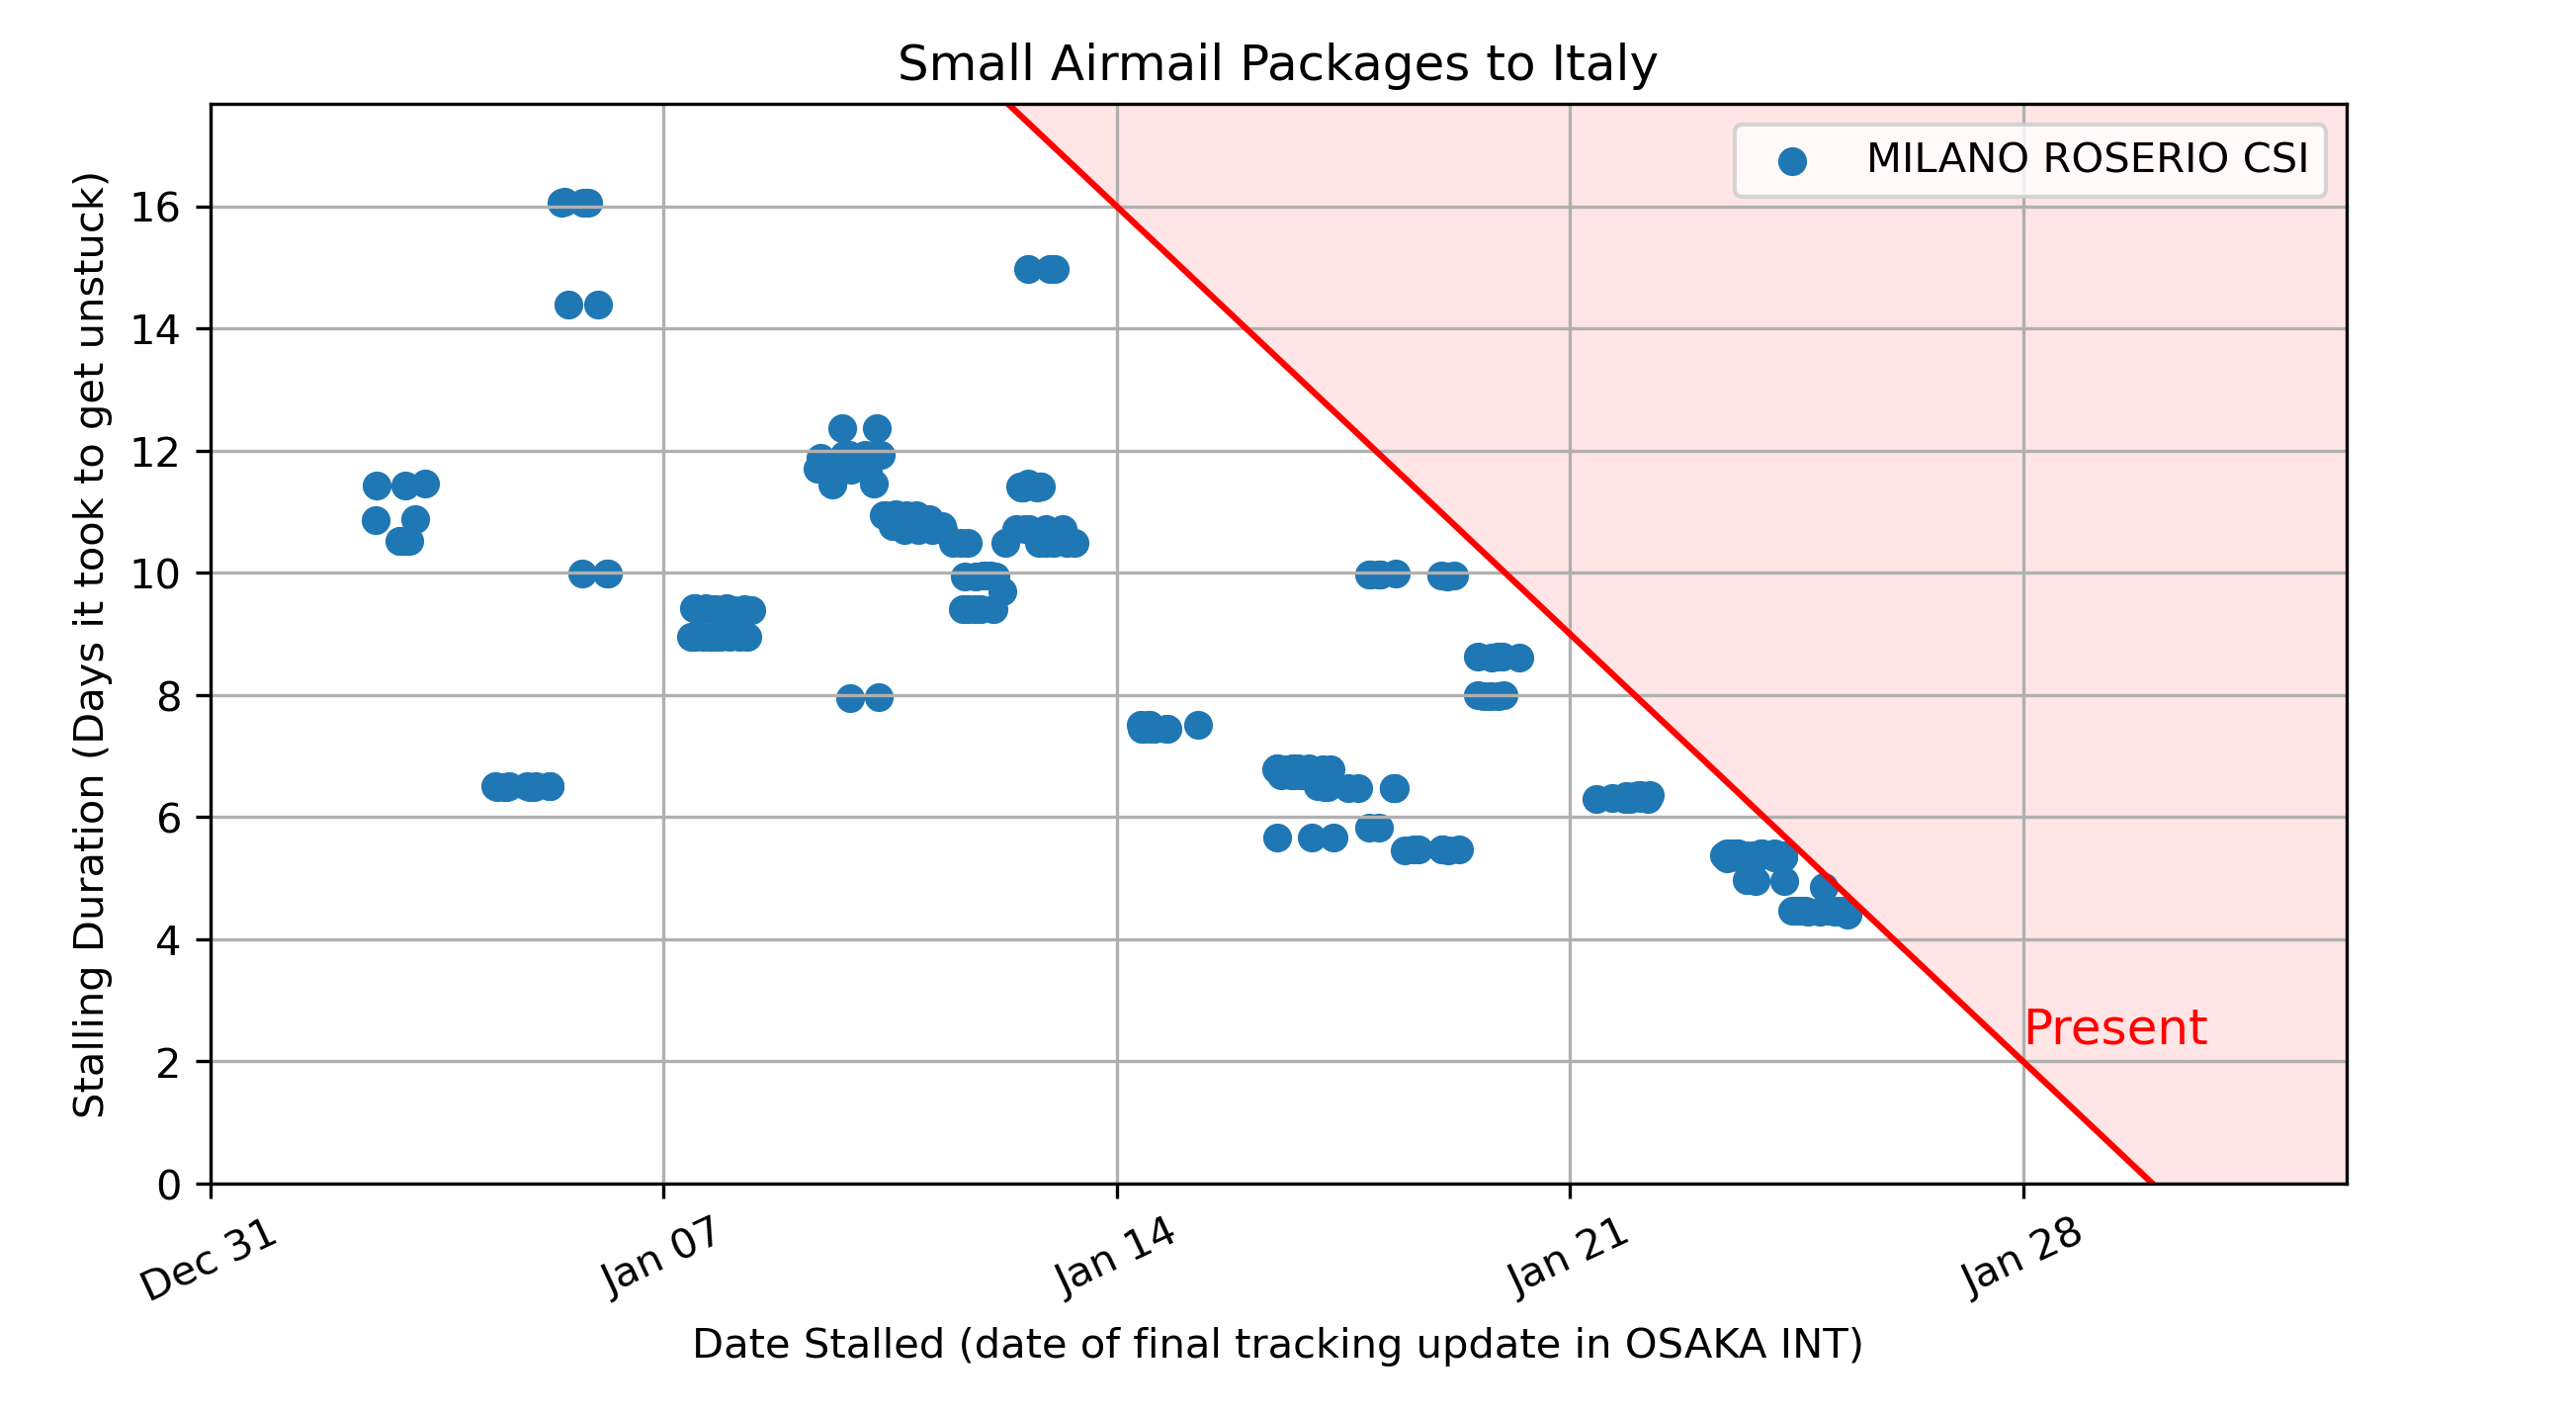 Small Airmail Packages to Italy
MILANO ROSERIO CSI
Stalling Duration (Days it took to get unstuck)
16
14
12
10
8
6
4
2
0
Present
Dec 31
Jan 07
Jan 14
Jan 21
Jan 28
Date Stalled (date of final tracking update in OSAKA INT)